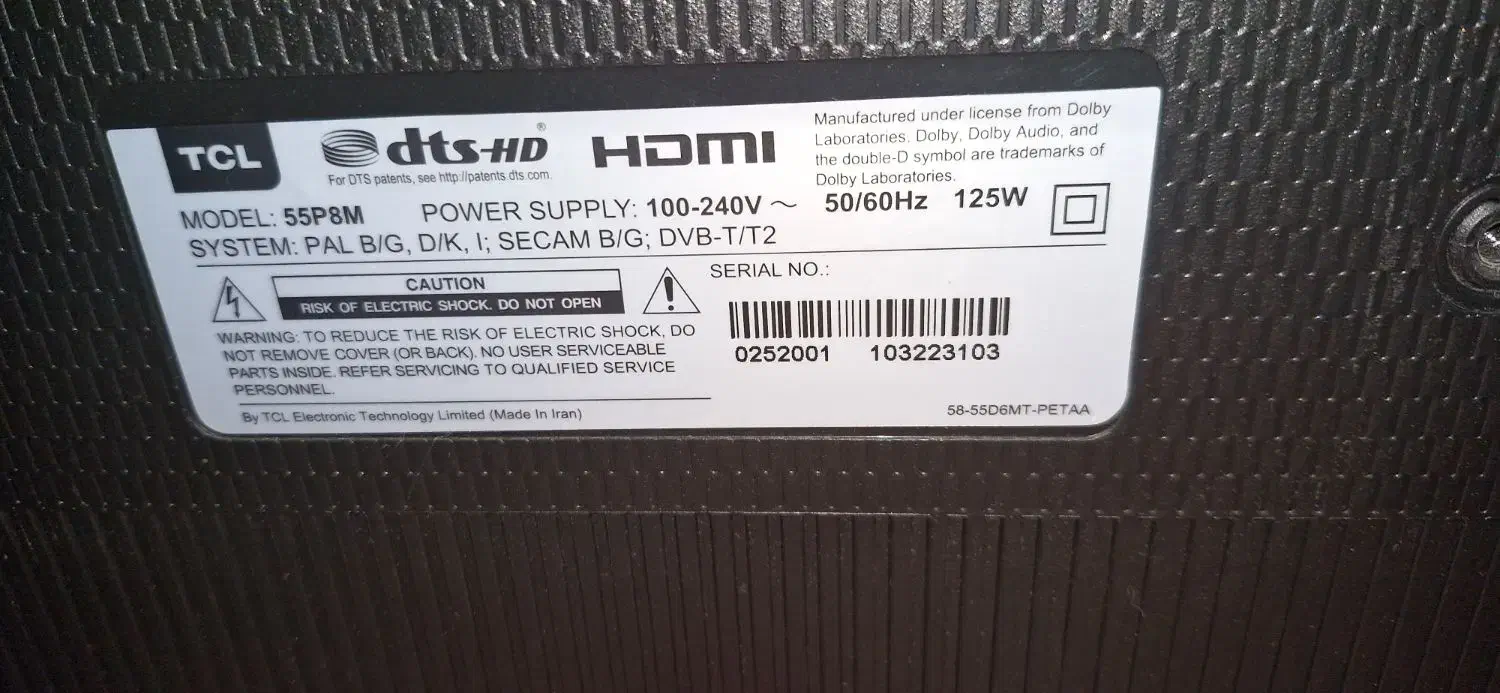 TCL
dts-HD®
For DTS patents, see http://patents.dts.com.
HDMI
Manufactured under license from Dolby
Laboratories. Dolby, Dolby Audio, and
the double-D symbol are trademarks of
Dolby Laboratories.
MODEL: 55P8M POWER SUPPLY: 100-240V ~ 50/60Hz 125W
SYSTEM: PAL B/G, D/K, I; SECAM B/G; DVB-T/T2
CAUTION
RISK OF ELECTRIC SHOCK. DO NOT OPEN
WARNING: TO REDUCE THE RISK OF ELECTRIC SHOCK, DO
NOT REMOVE COVER (OR BACK). NO USER SERVICEABLE
PARTS INSIDE. REFER SERVICING TO QUALIFIED SERVICE
PERSONNEL.
SERIAL NO.:
0252001 103223103
By TCL Electronic Technology Limited (Made In Iran)
58-55D6MT-PETAA